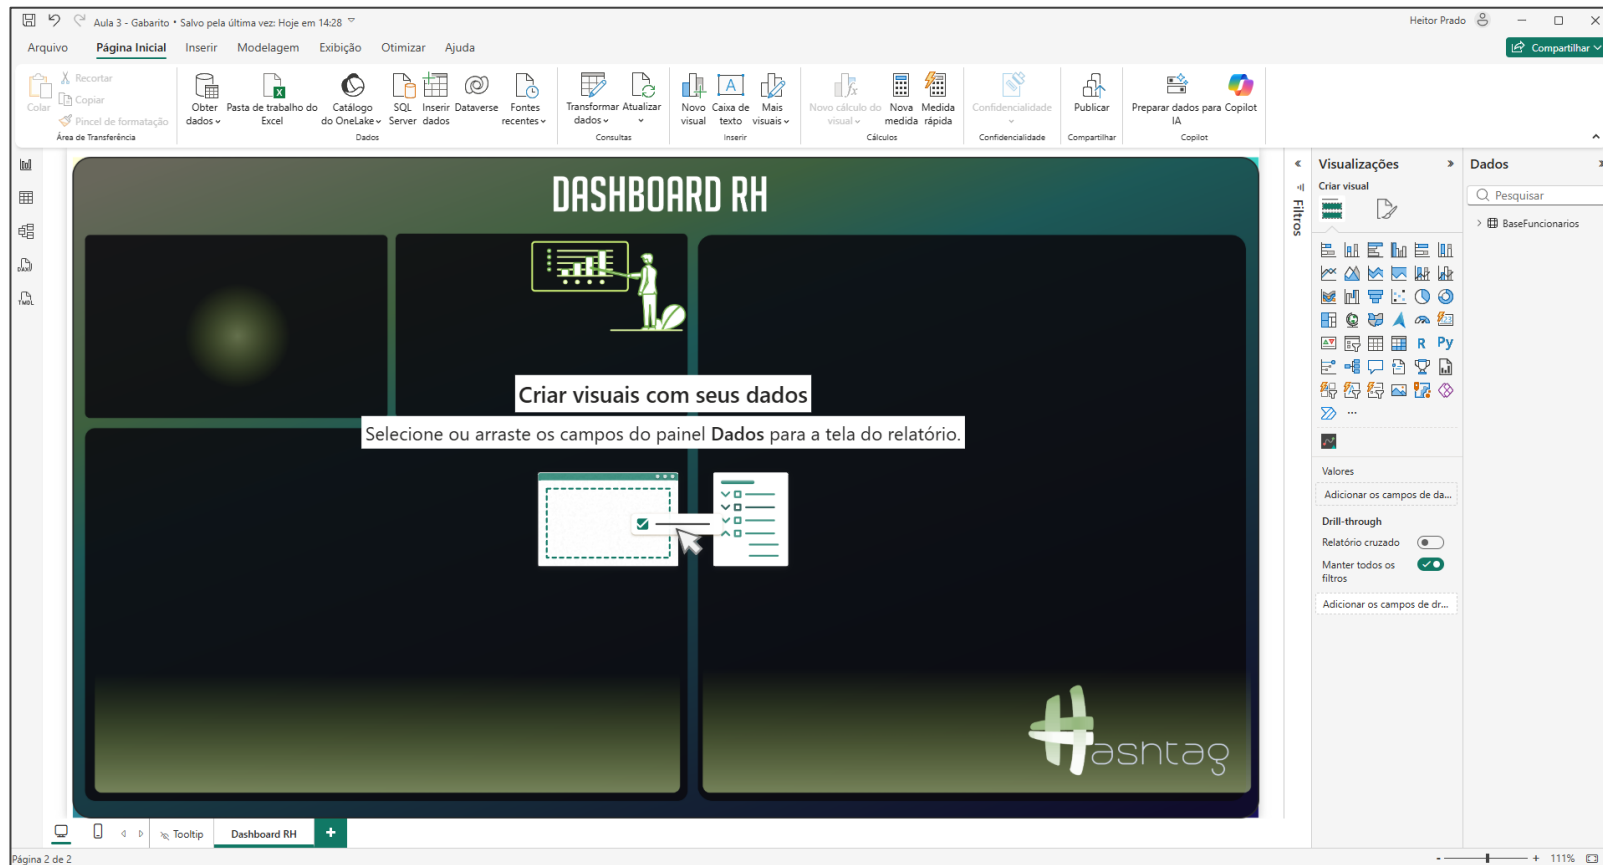 Aula 3 - Gabarito • Salvo pela última vez: Hoje em 14:28
Heitor Prado
Arquivo Página Inicial Inserir Modelagem Exibição Otimizar Ajuda
Compartilhar
Colar
Recortar
Copiar
Pincel de formatação
Área de Transferência
Obter dados
Pasta de trabalho do Excel
Catálogo do OneLake
SQL Server
Inserir dados
Dataverse
Fontes recentes
Dados
Transformar dados
Atualizar
Consultas
Novo visual
Caixa de texto
Mais visuais
Inserir
Novo cálculo do visual
Nova medida
Medida rápida
Cálculos
Confidencialidade
Confidencialidade
Publicar
Compartilhar
Preparar dados para IA
Copilot
Copilot
DASHBOARD RH
Criar visuais com seus dados
Selecione ou arraste os campos do painel Dados para a tela do relatório.
Hashtag
Filtros
Visualizações
Criar visual
Valores
Adicionar os campos de da...
Drill-through
Relatório cruzado
Manter todos os
filtros
Adicionar os campos de dr...
Dados
Pesquisar
BaseFuncionarios
Tooltip
Dashboard RH
Página 2 de 2
111%